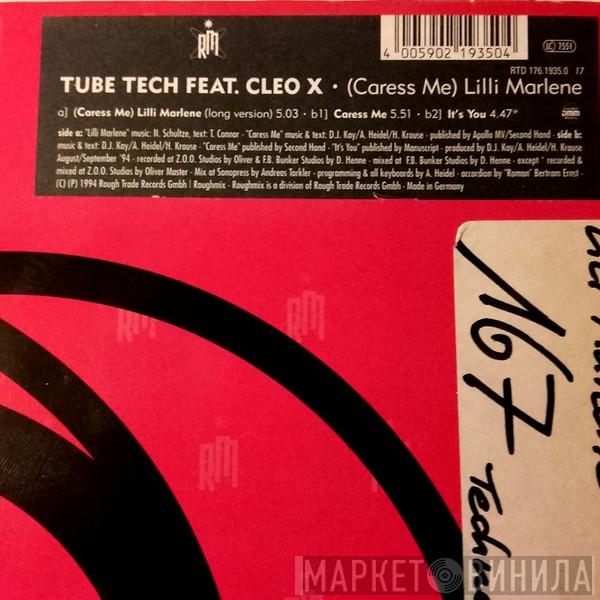 RM
4 005902 193504
LC 7551
RTD 176.1935.0 17
TUBE TECH FEAT. CLEO X · (Caress Me) Lilli Marlene
a] (Caress Me) Lilli Marlene (long version) 5.03 · b1] Caress Me 5.51 · b2] It's You 4.47*
dmm
side a: "Lilli Marlene" music: N. Schultze, text: T. Connor · "Caress Me" music & text: D.J. Kay/A. Heidel/H. Krause · published by Apollo MV/Second Hand · side b:
music & text: D.J. Kay/A. Heidel/H. Krause · "Caress Me" published by Second Hand · "It's You" published by Manuscript · produced by D.J. Kay/A. Heidel/H. Krause
August/September '94 · recorded at Z.O.O. Studios by Oliver & F.B. Bunker Studios by D. Henne · mixed at F.B. Bunker Studios by D. Henne · except * recorded &
mixed at Z.O.O. Studios by Oliver Master · Mix at Sonopress by Andreas Torkler · programming & all keyboards by A. Heidel · accordion by "Roman" Bertram Ernst ·
(C) (P) 1994 Rough Trade Records Gmbh | Roughmix · Roughmix is a division of Rough Trade Records Gmbh · Made in Germany
RM
RM
RM
167
Techn
МАРКЕТ ВИНИЛА